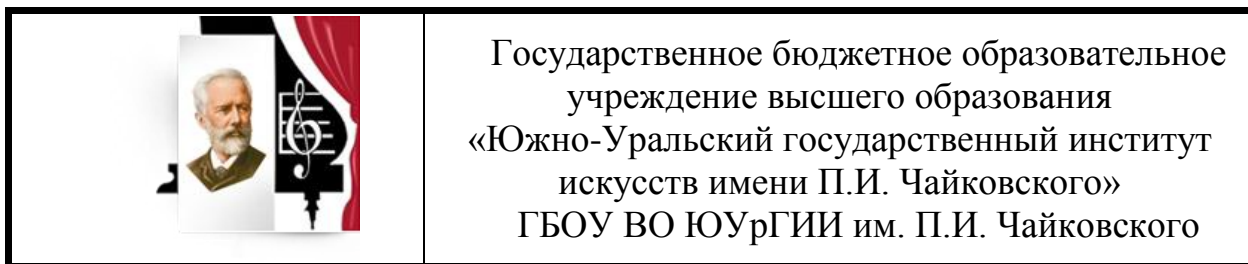 Государственное бюджетное образовательное
учреждение высшего образования
«Южно-Уральский государственный институт
искусств имени П.И. Чайковского»
ГБОУ ВО ЮУрГИИ им. П.И. Чайковского